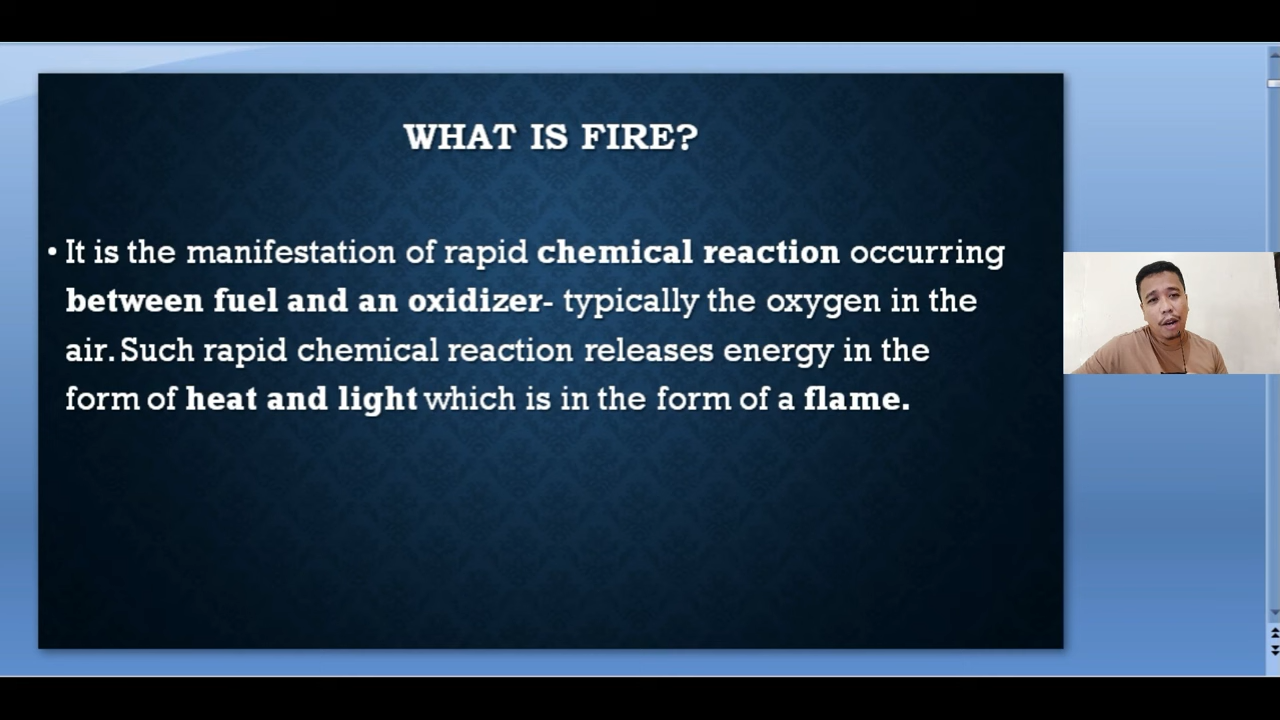 WHAT IS FIRE?
• It is the manifestation of rapid chemical reaction occurring
between fuel and an oxidizer- typically the oxygen in the
air. Such rapid chemical reaction releases energy in the
form of heat and light which is in the form of a flame.